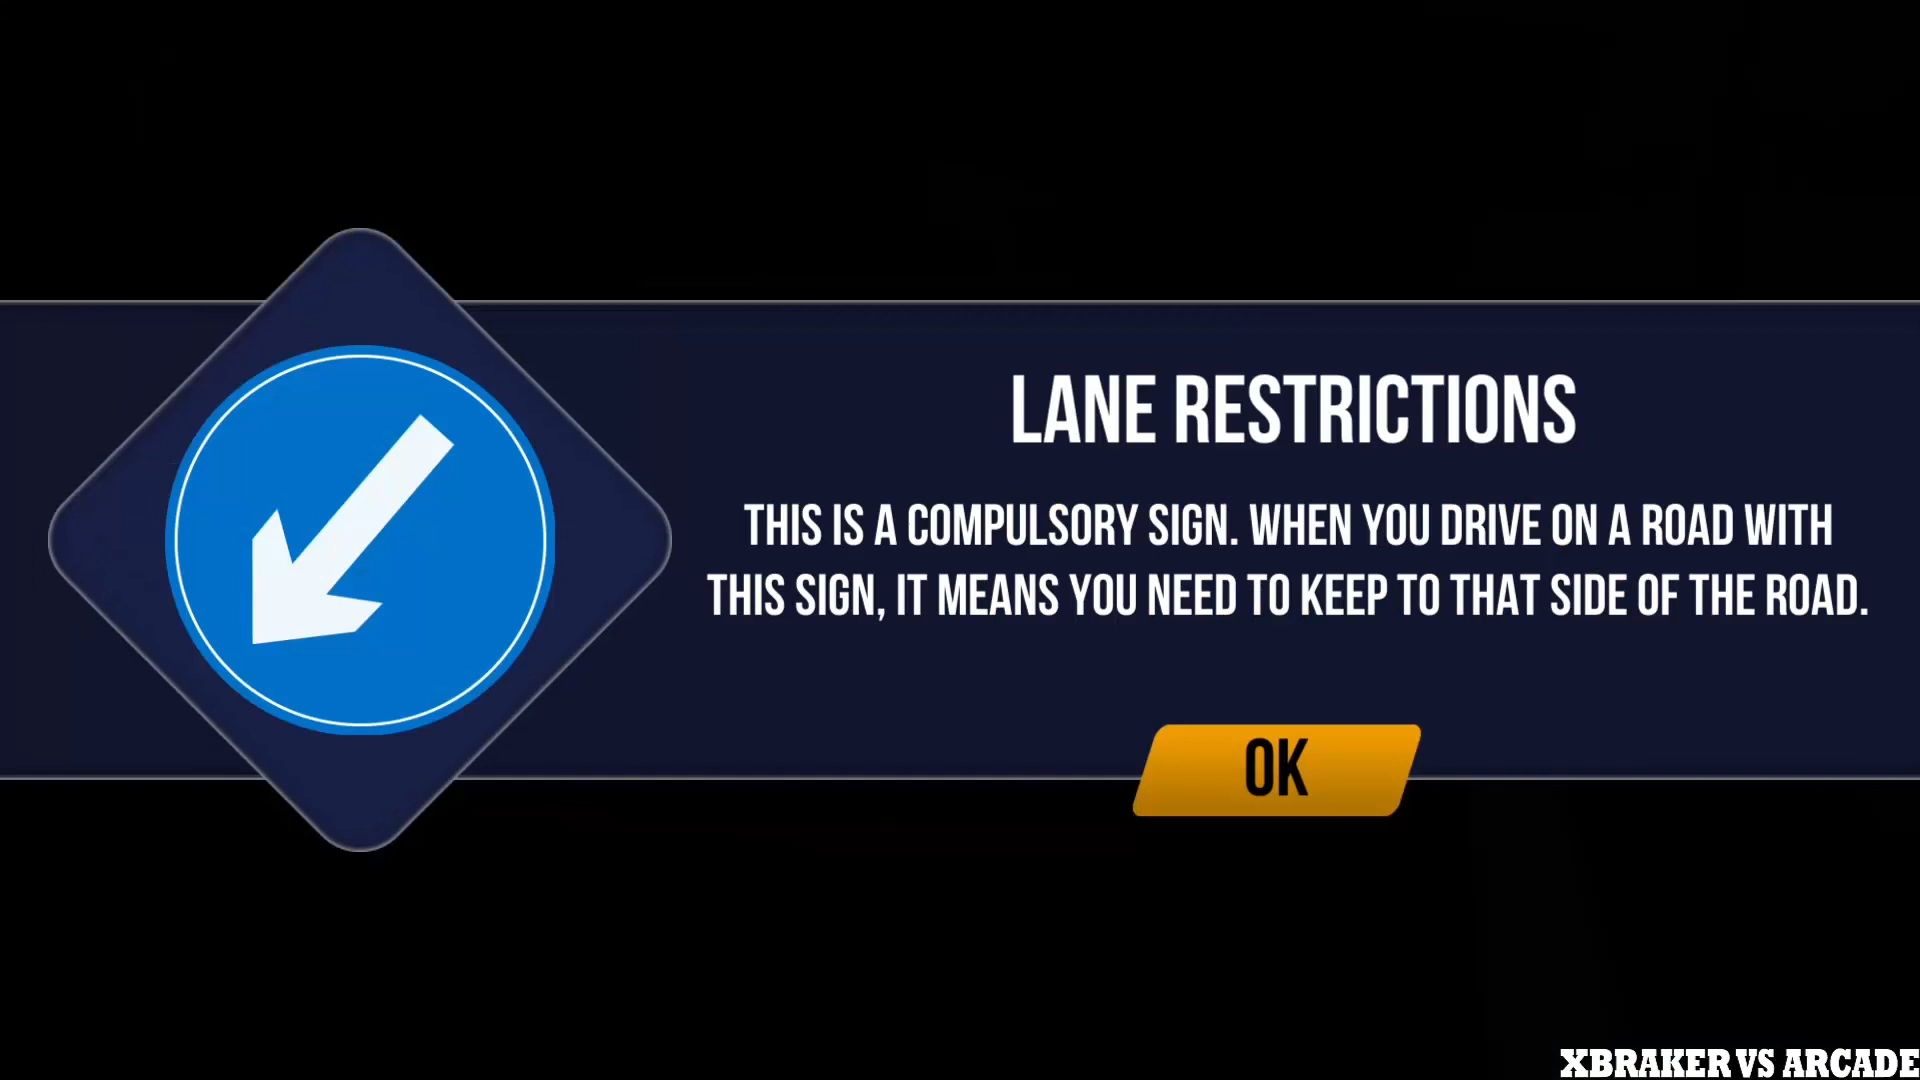 LANE RESTRICTIONS
THIS IS A COMPULSORY SIGN. WHEN YOU DRIVE ON A ROAD WITH
THIS SIGN, IT MEANS YOU NEED TO KEEP TO THAT SIDE OF THE ROAD.
OK
XBRAKER VS ARCADE